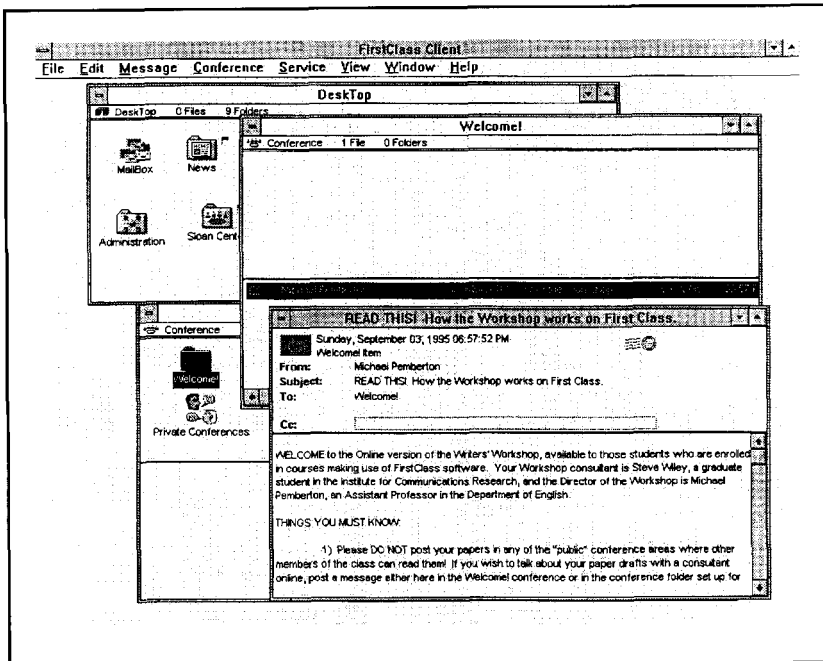 FirstClass Client
File Edit Message Conference Service View Window Help
DeskTop
DeskTop 0 Files 9 Folders
MailBox
News
Administration
Sloan Cent
Welcome!
Conference 1 File 0 Folders
Conference
Welcome!
Private Conferences
READ THIS! How the Workshop works on First Class.
Sunday, September 03, 1995 06:57:52 PM
Welcome! Item
From: Michael Pemberton
Subject: READ THIS! How the Workshop works on First Class.
To: Welcome!
Cc:
WELCOME to the Online version of the Writers' Workshop, available to those students who are enrolled
in courses making use of FirstClass software. Your Workshop consultant is Steve Wiley, a graduate
student in the Institute for Communications Research, and the Director of the Workshop is Michael
Pemberton, an Assistant Professor in the Department of English.
THINGS YOU MUST KNOW:
1) Please DO NOT post your papers in any of the "public" conference areas where other
members of the class can read them! If you wish to talk about your paper drafts with a consultant
online, post a message either here in the Welcome! conference or in the conference folder set up for